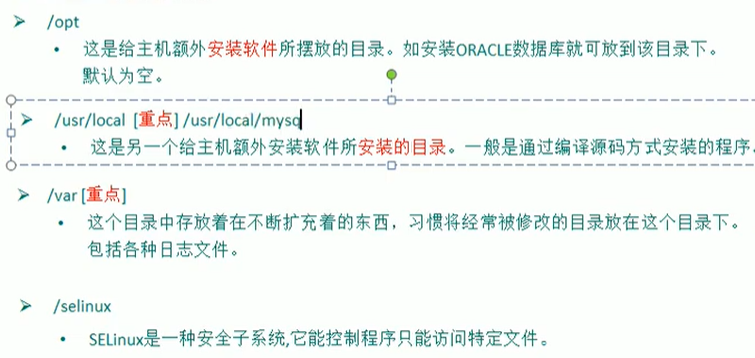 /opt
这是给主机额外安装软件所摆放的目录。如安装ORACLE数据库就可放到该目录下。
默认为空。
/usr/local [重点] /usr/local/mysq
这是另一个给主机额外安装软件所安装的目录。一般是通过编译源码方式安装的程序。
/var [重点]
这个目录中存放着在不断扩充着的东西，习惯将经常被修改的目录放在这个目录下。
包括各种日志文件。
/selinux
SELinux是一种安全子系统,它能控制程序只能访问特定文件。